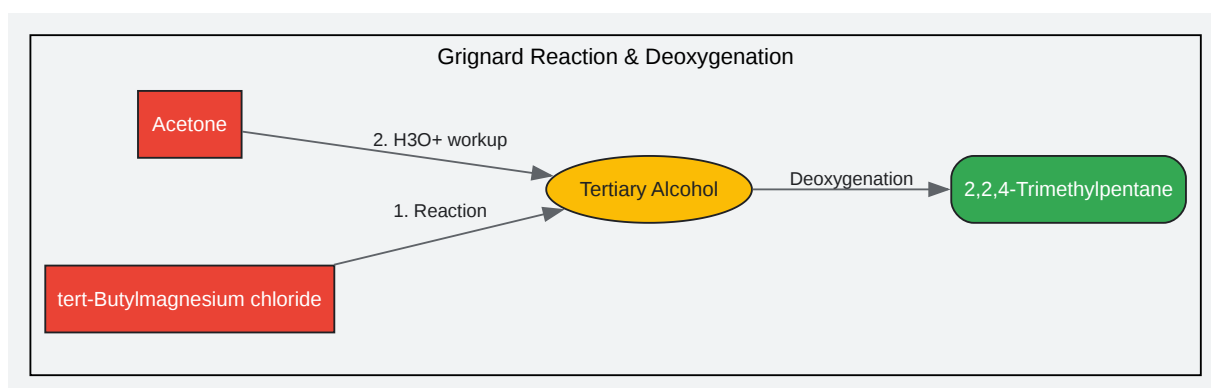 Grignard Reaction & Deoxygenation
Acetone
2. H3O+ workup
Tertiary Alcohol
Deoxygenation
2,2,4-Trimethylpentane
1. Reaction
tert-Butylmagnesium chloride